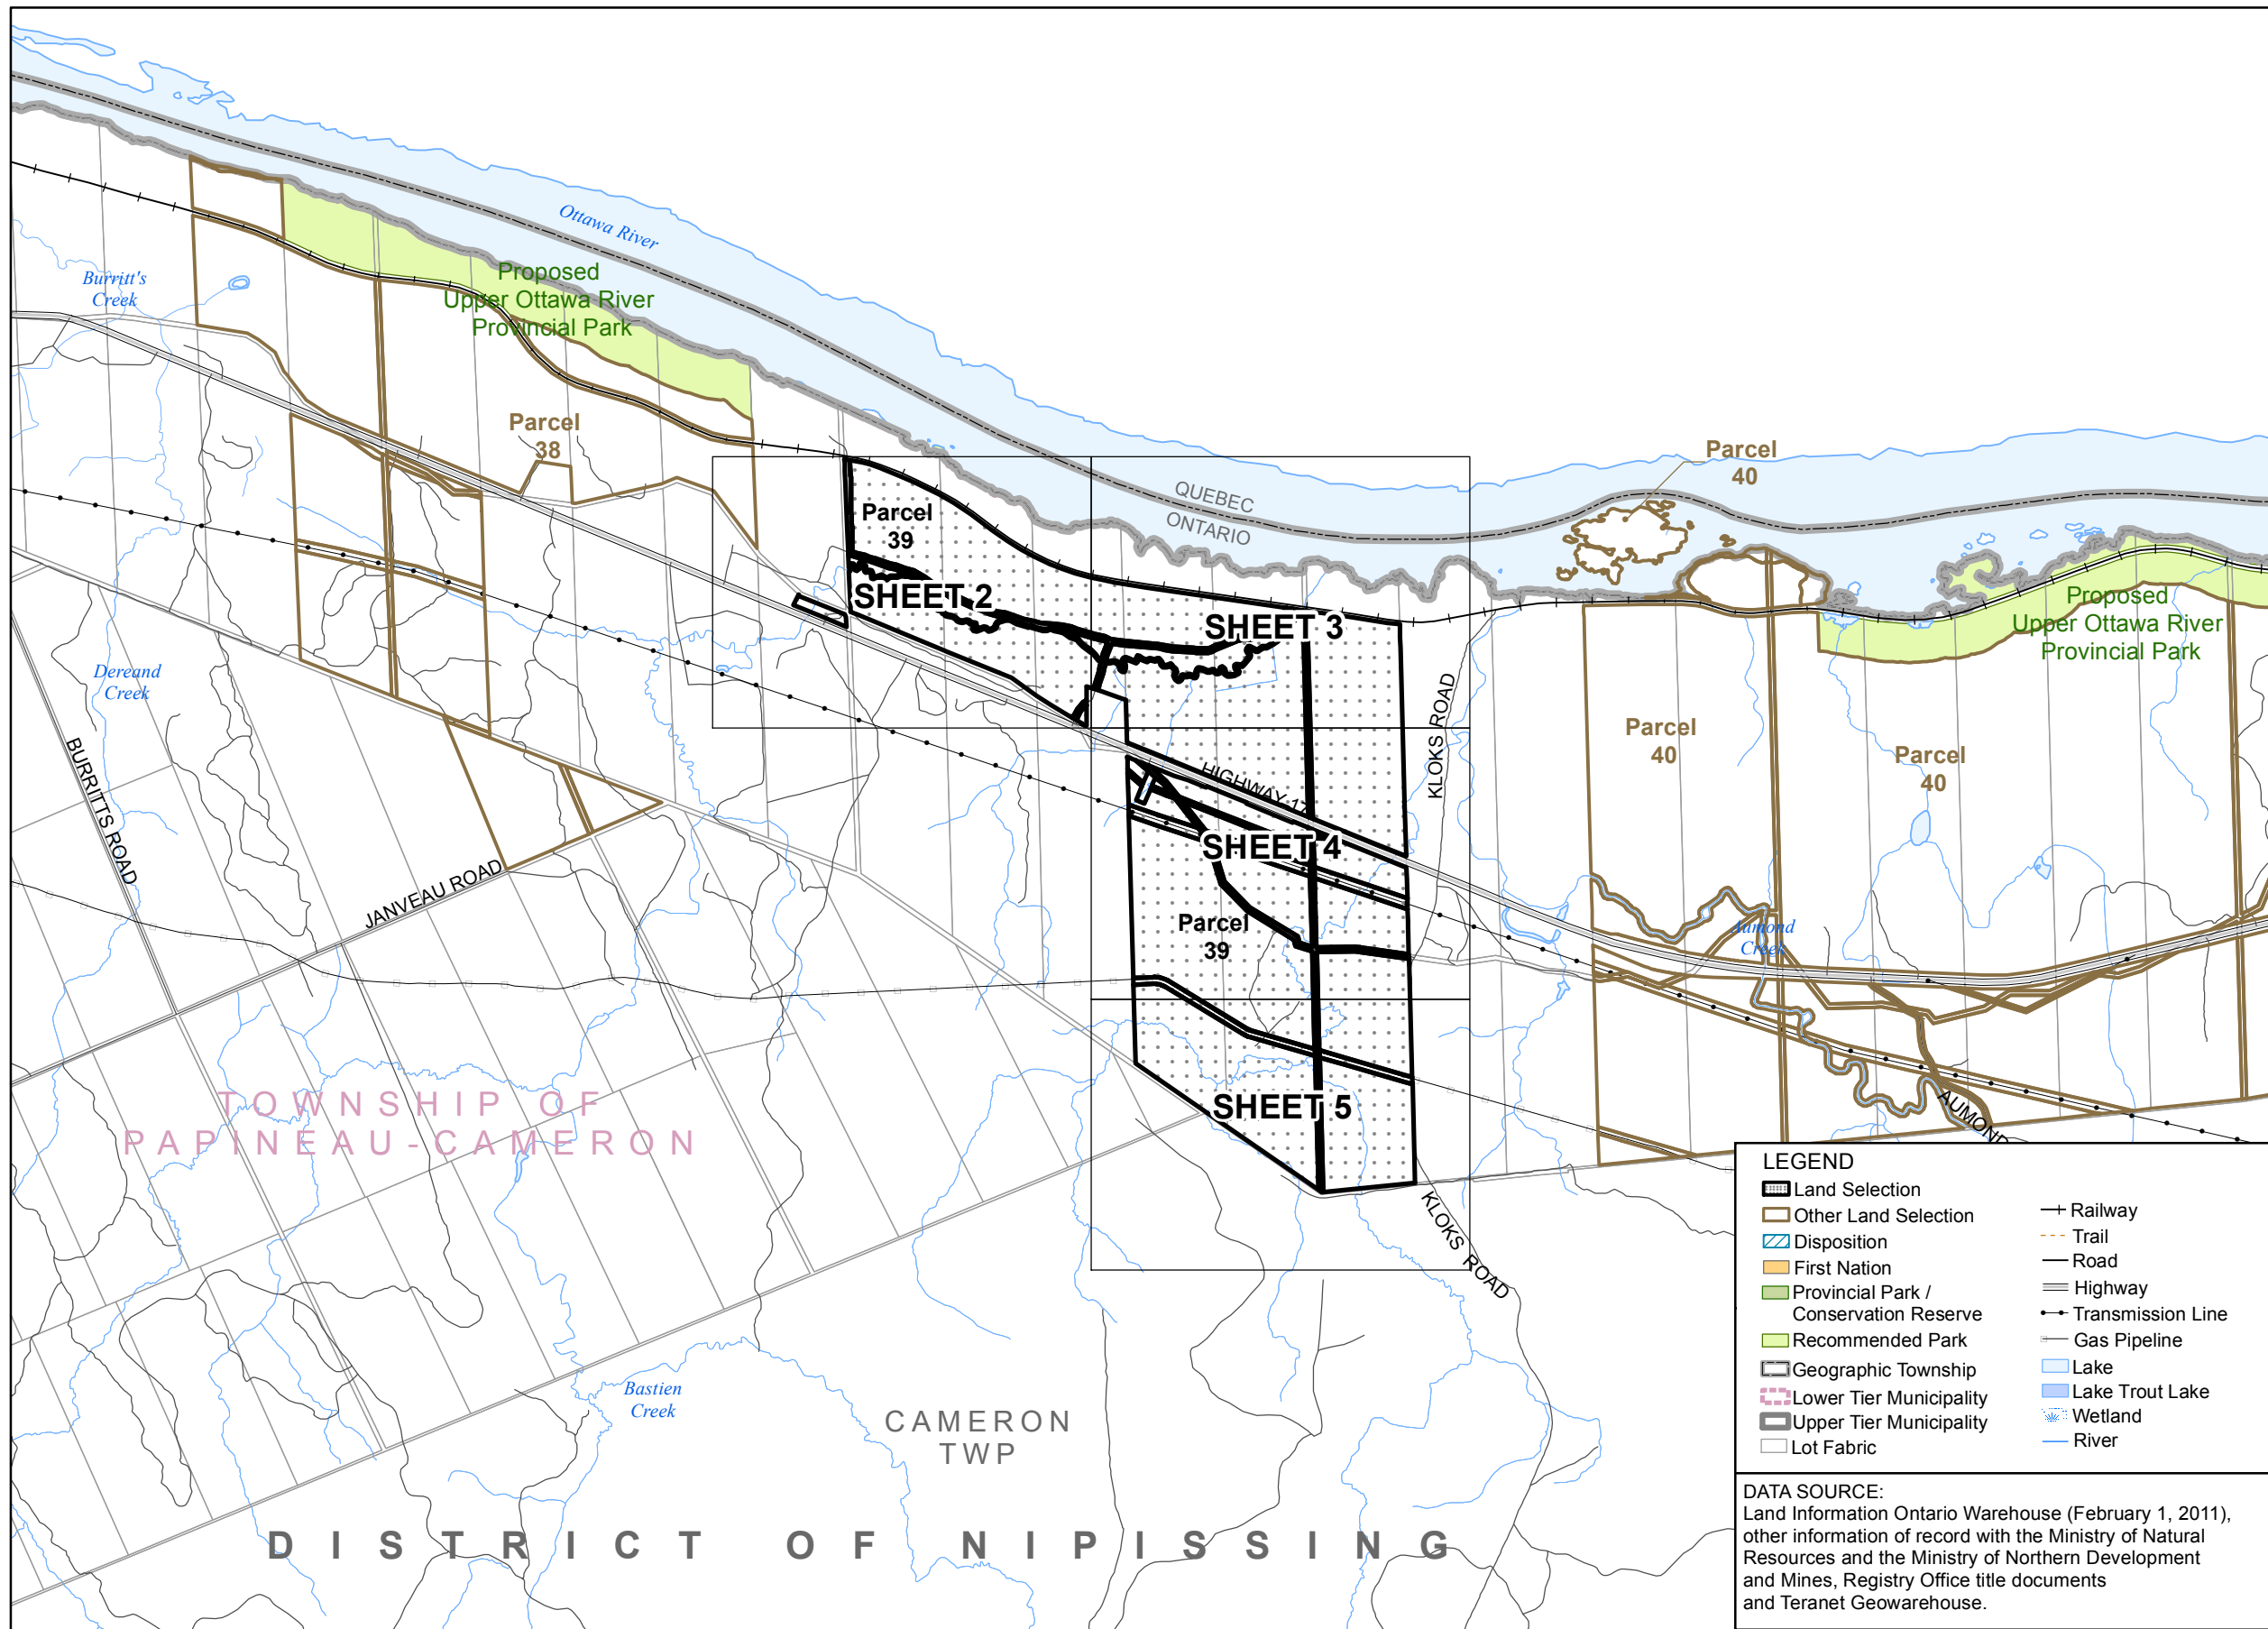 Ottawa River
Burritt's
Creek
Proposed
Upper Ottawa River
Provincial Park
Parcel
38
QUEBEC
ONTARIO
Parcel
40
Parcel
39
SHEET 2
SHEET 3
Proposed
Upper Ottawa River
Provincial Park
Dereand
Creek
KLOKS ROAD
BURRITTS ROAD
HIGHWAY 17
Parcel
40
Parcel
40
SHEET 4
JANVEAU ROAD
Parcel
39
Aumond
Creek
TOWNSHIP OF
PAPINEAU-CAMERON
SHEET 5
AUMOND
KLOKS ROAD
Bastien
Creek
CAMERON
TWP
DISTRICT OF NIPISSING
LEGEND
Land Selection
Other Land Selection
Disposition
First Nation
Provincial Park /
Conservation Reserve
Recommended Park
Geographic Township
Lower Tier Municipality
Upper Tier Municipality
Lot Fabric
Railway
Trail
Road
Highway
Transmission Line
Gas Pipeline
Lake
Lake Trout Lake
Wetland
River
DATA SOURCE:
Land Information Ontario Warehouse (February 1, 2011),
other information of record with the Ministry of Natural
Resources and the Ministry of Northern Development
and Mines, Registry Office title documents
and Teranet Geowarehouse.